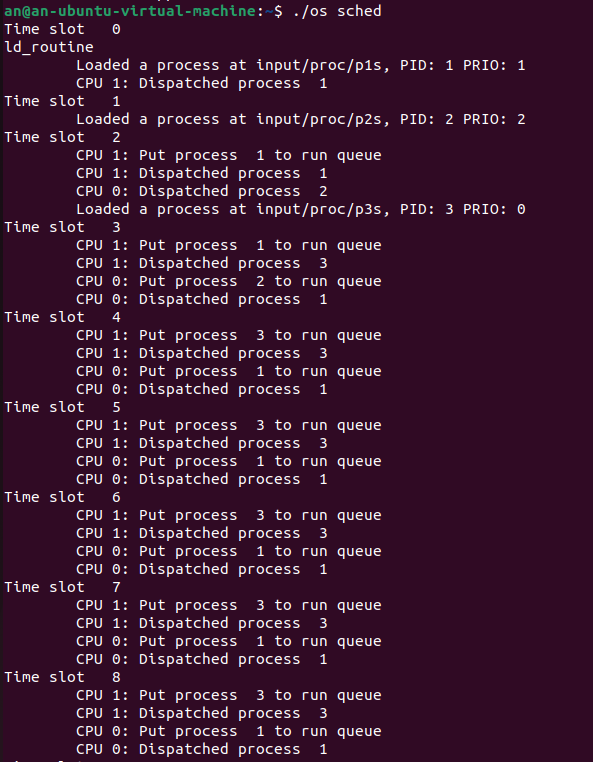 an@an-ubuntu-virtual-machine:~$ ./os sched
Time slot   0
ld_routine
        Loaded a process at input/proc/p1s, PID: 1 PRIO: 1
        CPU 1: Dispatched process  1
Time slot   1
        Loaded a process at input/proc/p2s, PID: 2 PRIO: 2
Time slot   2
        CPU 1: Put process  1 to run queue
        CPU 1: Dispatched process  1
        CPU 0: Dispatched process  2
        Loaded a process at input/proc/p3s, PID: 3 PRIO: 0
Time slot   3
        CPU 1: Put process  1 to run queue
        CPU 1: Dispatched process  3
        CPU 0: Put process  2 to run queue
        CPU 0: Dispatched process  1
Time slot   4
        CPU 1: Put process  3 to run queue
        CPU 1: Dispatched process  3
        CPU 0: Put process  1 to run queue
        CPU 0: Dispatched process  1
Time slot   5
        CPU 1: Put process  3 to run queue
        CPU 1: Dispatched process  3
        CPU 0: Put process  1 to run queue
        CPU 0: Dispatched process  1
Time slot   6
        CPU 1: Put process  3 to run queue
        CPU 1: Dispatched process  3
        CPU 0: Put process  1 to run queue
        CPU 0: Dispatched process  1
Time slot   7
        CPU 1: Put process  3 to run queue
        CPU 1: Dispatched process  3
        CPU 0: Put process  1 to run queue
        CPU 0: Dispatched process  1
Time slot   8
        CPU 1: Put process  3 to run queue
        CPU 1: Dispatched process  3
        CPU 0: Put process  1 to run queue
        CPU 0: Dispatched process  1